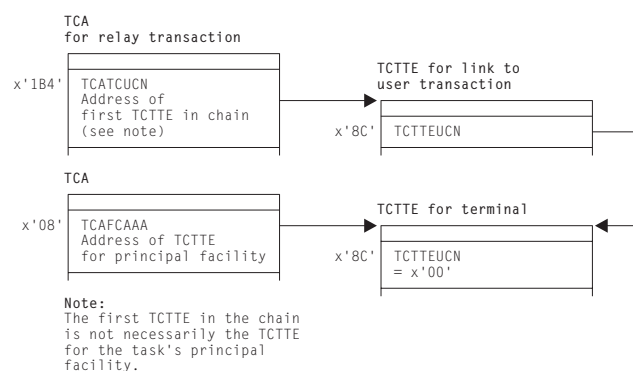 TCA
for relay transaction
x'1B4'
TCATCUCN
Address of
first TCTTE in chain
(see note)
TCTTE for link to
user transaction
x'8C'
TCTTEUCN
TCA
x'08'
TCAFCAAA
Address of TCTTE
for principal facility
TCTTE for terminal
x'8C'
TCTTEUCN
= x'00'
Note:
The first TCTTE in the chain
is not necessarily the TCTTE
for the task's principal
facility.